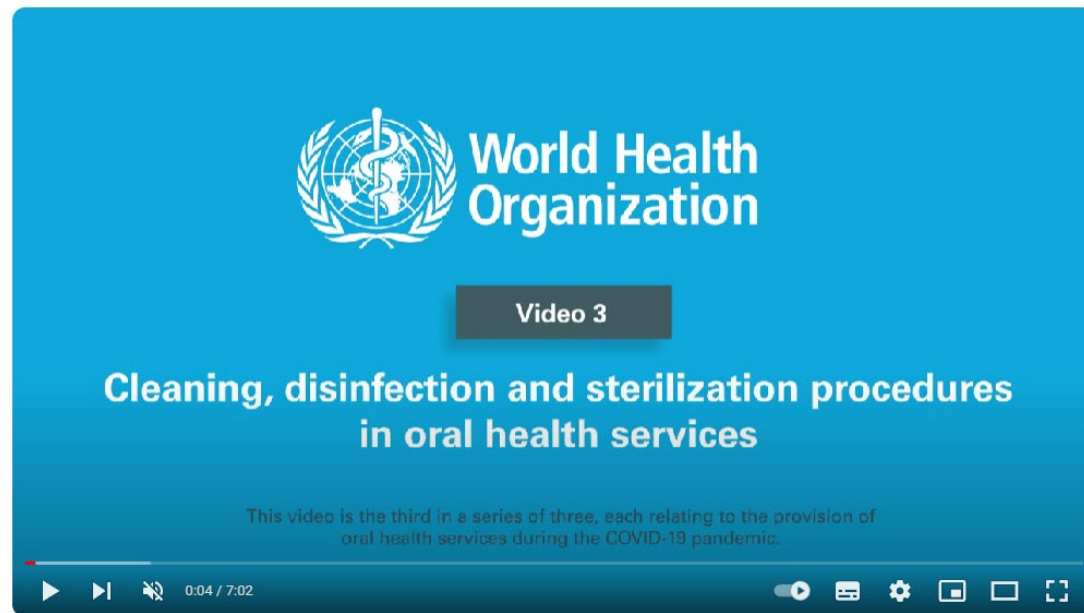 World Health
Organization
Video 3
Cleaning, disinfection and sterilization procedures
in oral health services
This video is the third in a series of three, each relating to the provision of
oral health services during the COVID-19 pandemic.
0:04 / 7:02